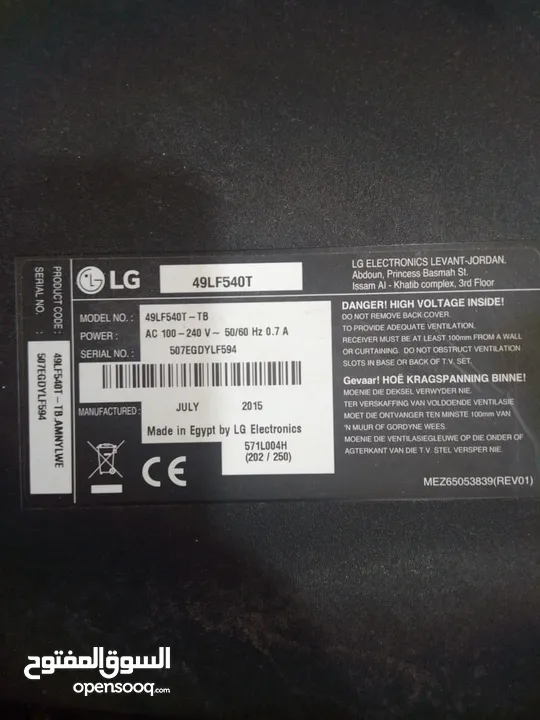 LG
49LF540T
LG ELECTRONICS LEVANT-JORDAN.
Abdoun, Princess Basmah St.
Issam Al - Khatib complex, 3rd Floor
MODEL NO. : 49LF540T-TB
POWER : AC 100-240 V~ 50/60 Hz 0.7 A
SERIAL NO. : 507EGDYLF594
MANUFACTURED : JULY 2015
Made in Egypt by LG Electronics
571L004H
(202 / 250)
CE
DANGER! HIGH VOLTAGE INSIDE!
DO NOT REMOVE BACK COVER.
TO PROVIDE ADEQUATE VENTILATION,
RECEIVER MUST BE AT LEAST 100mm FROM A WALL
OR CURTAINING. DO NOT OBSTRUCT VENTILATION
SLOTS IN BASE OR BACK OF T.V. SET.
Gevaar! HOË KRAGSPANNING BINNE!
MOENIE DIE DEKSEL VERWYDER NIE.
TER VERSKAFFING VAN VOLDOENDE VENTILASIE
MOET DIE ONTVANGER TEN MINSTE 100mm VAN
'N MUUR OF GORDYNE WEES.
MOENIE DIE VENTILASIEGLEUWE OP DIE ONDER OF
AGTERKANT VAN DIE T.V. STEL VERSPER NIE.
MEZ65053839(REV01)
PRODUCT CODE : 49LF540T-TB.AMNYLWE
SERIAL NO. : 507EGDYLF594
السوق المفتوح
opensooq.com